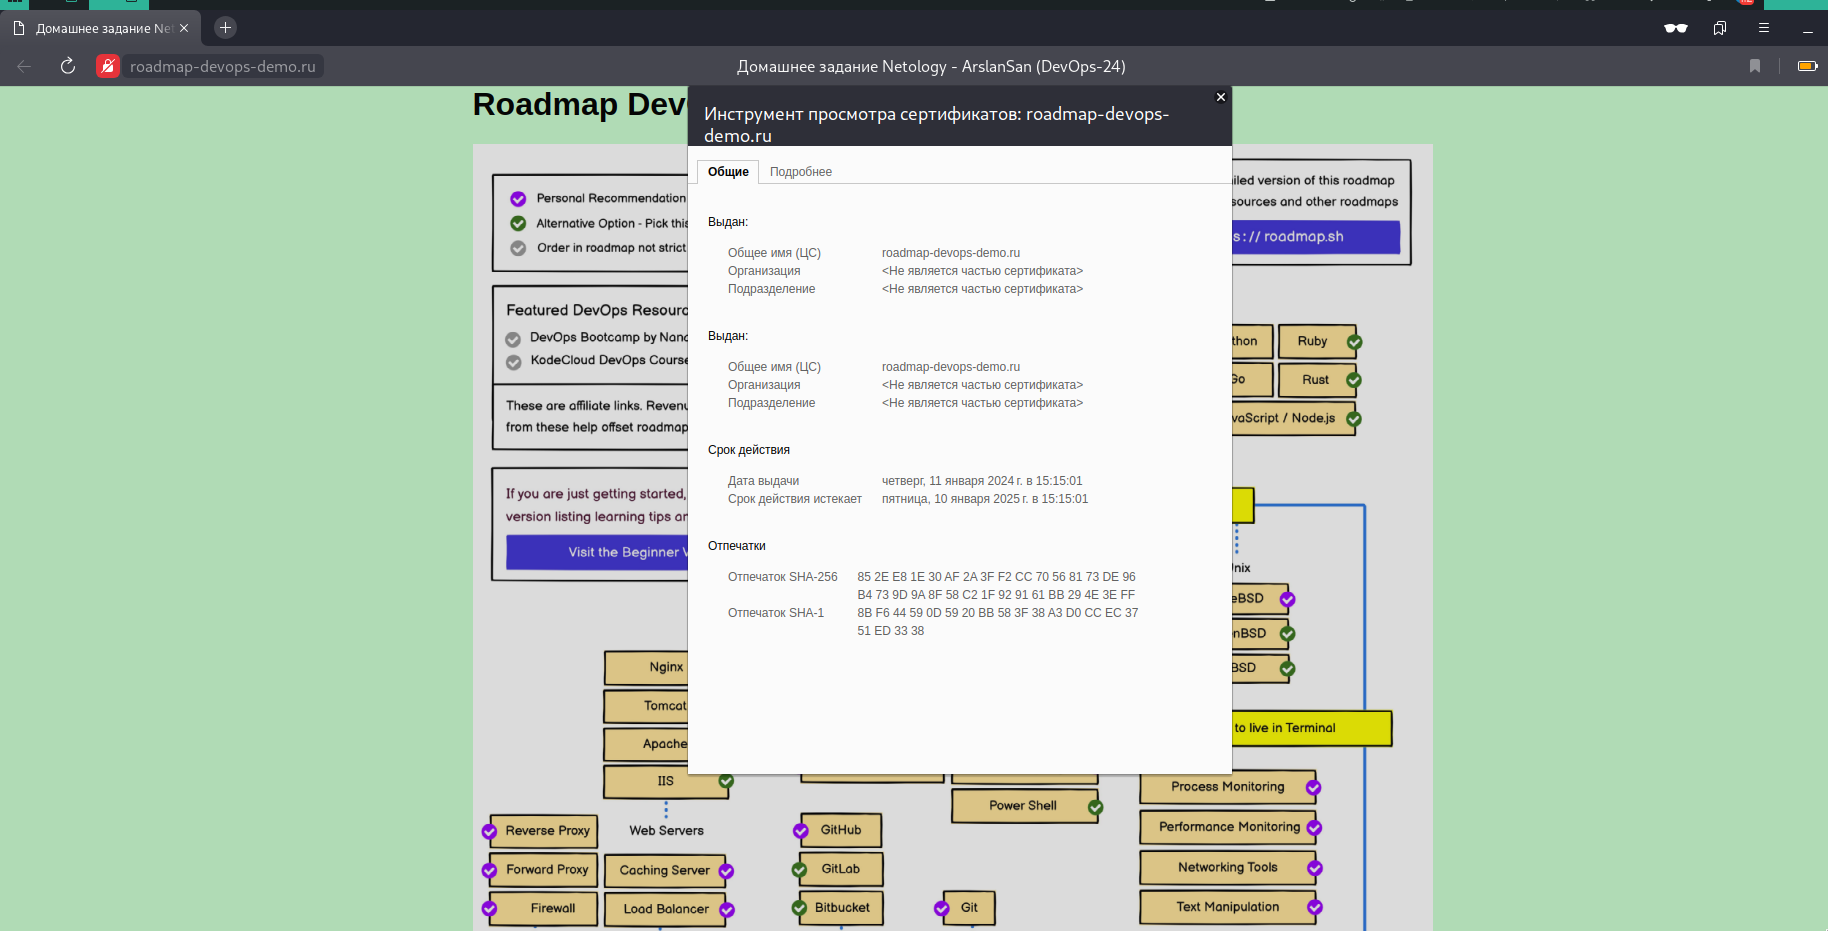 Домашнее задание Net
roadmap-devops-demo.ru
Домашнее задание Netology - ArslanSan (DevOps-24)
Roadmap Dev
Инструмент просмотра сертификатов: roadmap-devops-
demo.ru
Общие
Подробнее
Выдан:
Общее имя (ЦС) roadmap-devops-demo.ru
Организация <Не является частью сертификата>
Подразделение <Не является частью сертификата>
Выдан:
Общее имя (ЦС) roadmap-devops-demo.ru
Организация <Не является частью сертификата>
Подразделение <Не является частью сертификата>
Срок действия
Дата выдачи четверг, 11 января 2024 г. в 15:15:01
Срок действия истекает пятница, 10 января 2025 г. в 15:15:01
Отпечатки
Отпечаток SHA-256 85 2E E8 1E 30 AF 2A 3F F2 CC 70 56 81 73 DE 96
B4 73 9D 9A 8F 58 C2 1F 92 91 61 BB 29 4E 3E FF
Отпечаток SHA-1 8B F6 44 59 0D 59 20 BB 58 3F 38 A3 D0 CC EC 37
51 ED 33 38
Personal Recommendation
Alternative Option - Pick this
Order in roadmap not strict
Featured DevOps Resourc
DevOps Bootcamp by Nana
KodeCloud DevOps Course
These are affiliate links. Revenu
from these help offset roadmap
If you are just getting started,
version listing learning tips an
Visit the Beginner V
iled version of this roadmap
sources and other roadmaps
s:// roadmap.sh
thon
Ruby
Go
Rust
vaScript / Node.js
Unix
eBSD
nBSD
BSD
to live in Terminal
Nginx
Tomcat
Apache
IIS
Web Servers
Reverse Proxy
Forward Proxy
Firewall
Caching Server
Load Balancer
GitHub
GitLab
Bitbucket
Git
Power Shell
Process Monitoring
Performance Monitoring
Networking Tools
Text Manipulation